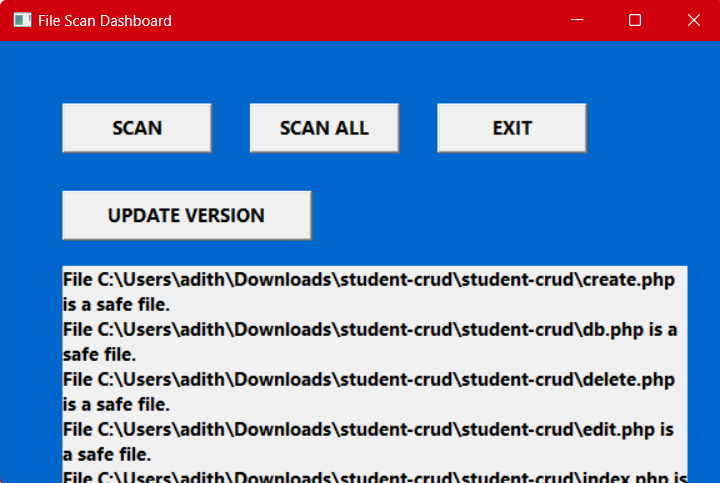 File Scan Dashboard
SCAN SCAN ALL EXIT
UPDATE VERSION
File C:\Users\adith\Downloads\student-crud\student-crud\create.php
is a safe file.
File C:\Users\adith\Downloads\student-crud\student-crud\db.php is a
safe file.
File C:\Users\adith\Downloads\student-crud\student-crud\delete.php
is a safe file.
File C:\Users\adith\Downloads\student-crud\student-crud\edit.php is
a safe file.
File C:\Users\adith\Downloads\student-crud\student-crud\index.php is